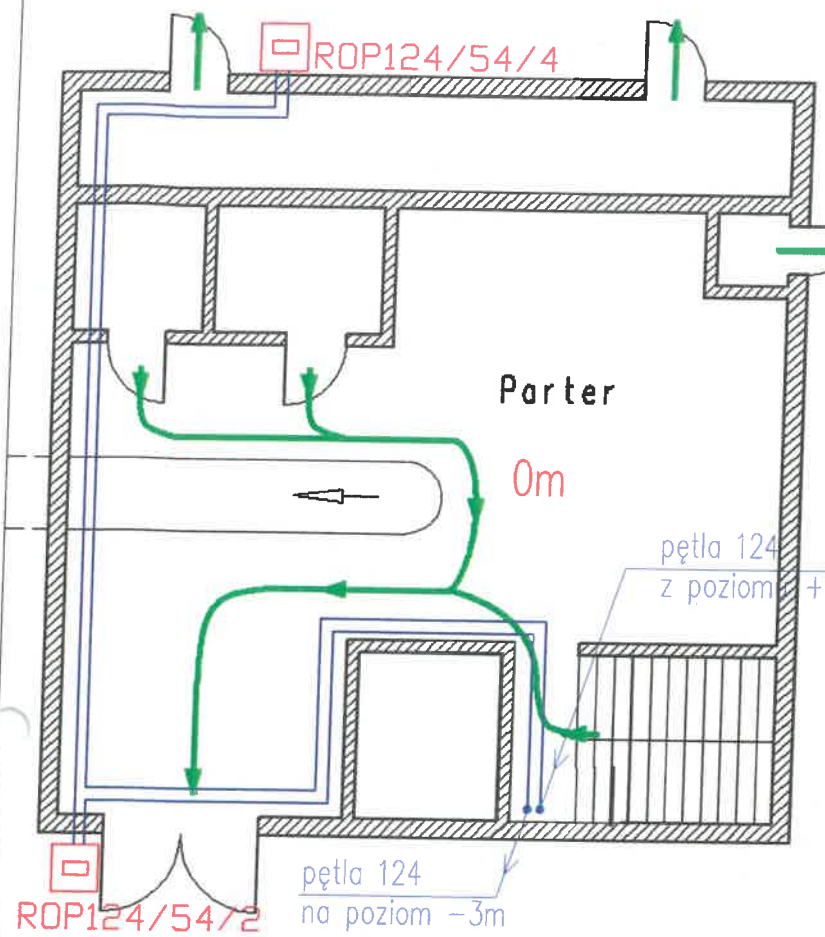 ROP124/54/4
Parter
0m
pętla 124
z poziom +
pętla 124
na poziom -3m
ROP124/54/2